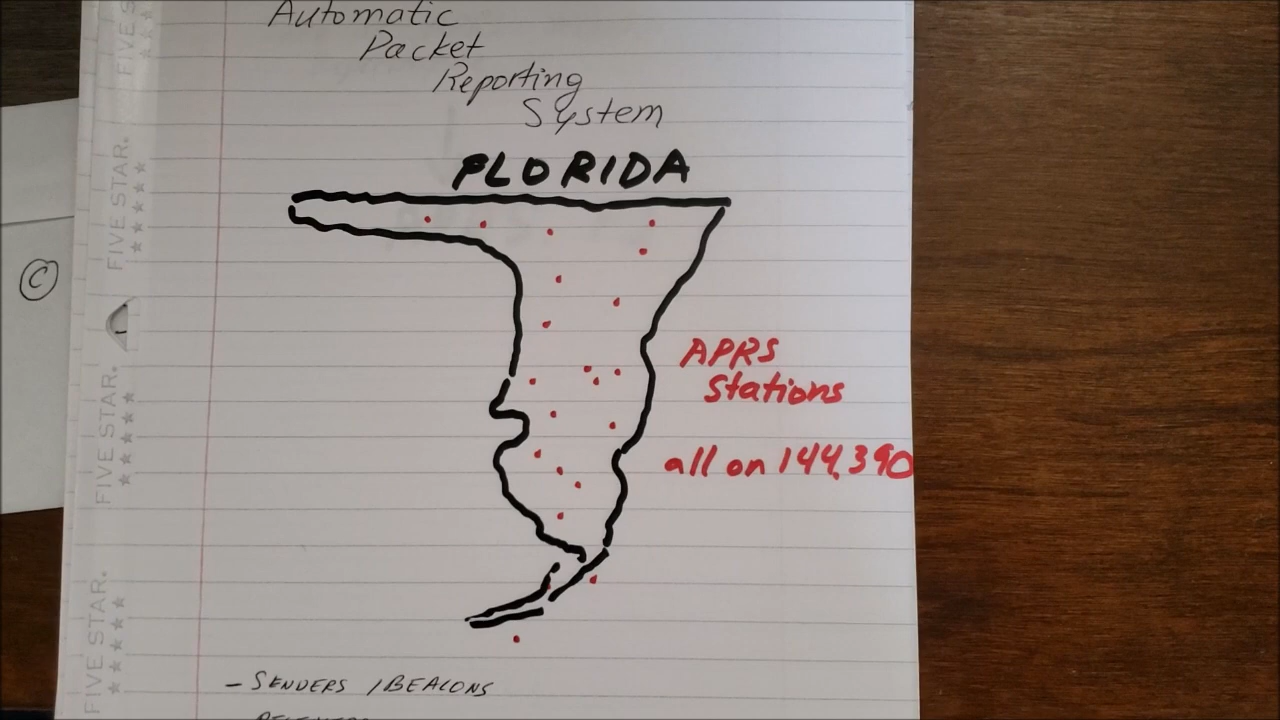 Automatic
Packet
Reporting
System
FLORIDA
APRS
Stations
all on 144.390
- SENDERS / BEACONS
©
FIVE STAR.
FIVE STAR.
FIVE STAR.
FIVE STAR.